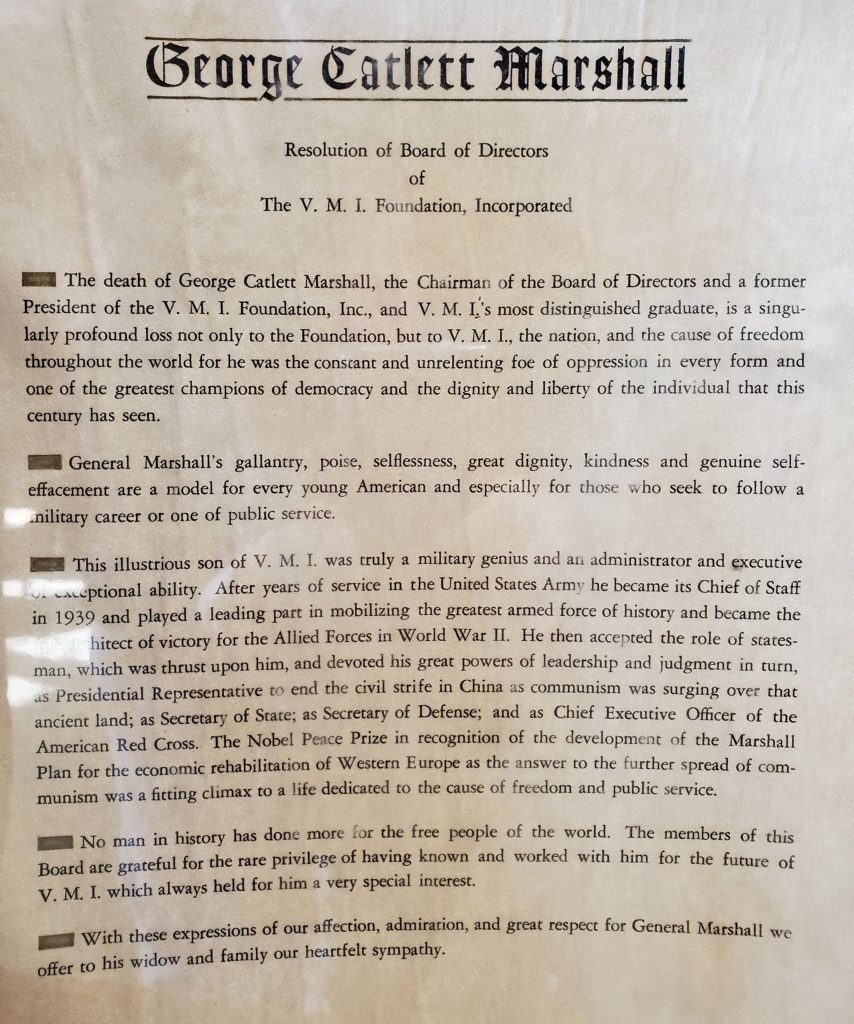 George Catlett Marshall
Resolution of Board of Directors
of
The V. M. I. Foundation, Incorporated
The death of George Catlett Marshall, the Chairman of the Board of Directors and a former
President of the V. M. I. Foundation, Inc., and V. M. I.'s most distinguished graduate, is a singu-
larly profound loss not only to the Foundation, but to V. M. I., the nation, and the cause of freedom
throughout the world for he was the constant and unrelenting foe of oppression in every form and
one of the greatest champions of democracy and the dignity and liberty of the individual that this
century has seen.
General Marshall's gallantry, poise, selflessness, great dignity, kindness and genuine self-
effacement are a model for every young American and especially for those who seek to follow a
military career or one of public service.
This illustrious son of V. M. I. was truly a military genius and an administrator and executive
of exceptional ability. After years of service in the United States Army he became its Chief of Staff
in 1939 and played a leading part in mobilizing the greatest armed force of history and became the
architect of victory for the Allied Forces in World War II. He then accepted the role of states-
man, which was thrust upon him, and devoted his great powers of leadership and judgment in turn,
as Presidential Representative to end the civil strife in China as communism was surging over that
ancient land; as Secretary of State; as Secretary of Defense; and as Chief Executive Officer of the
American Red Cross. The Nobel Peace Prize in recognition of the development of the Marshall
Plan for the economic rehabilitation of Western Europe as the answer to the further spread of com-
munism was a fitting climax to a life dedicated to the cause of freedom and public service.
No man in history has done more for the free people of the world. The members of this
Board are grateful for the rare privilege of having known and worked with him for the future of
V. M. I. which always held for him a very special interest.
With these expressions of our affection, admiration, and great respect for General Marshall we
offer to his widow and family our heartfelt sympathy.